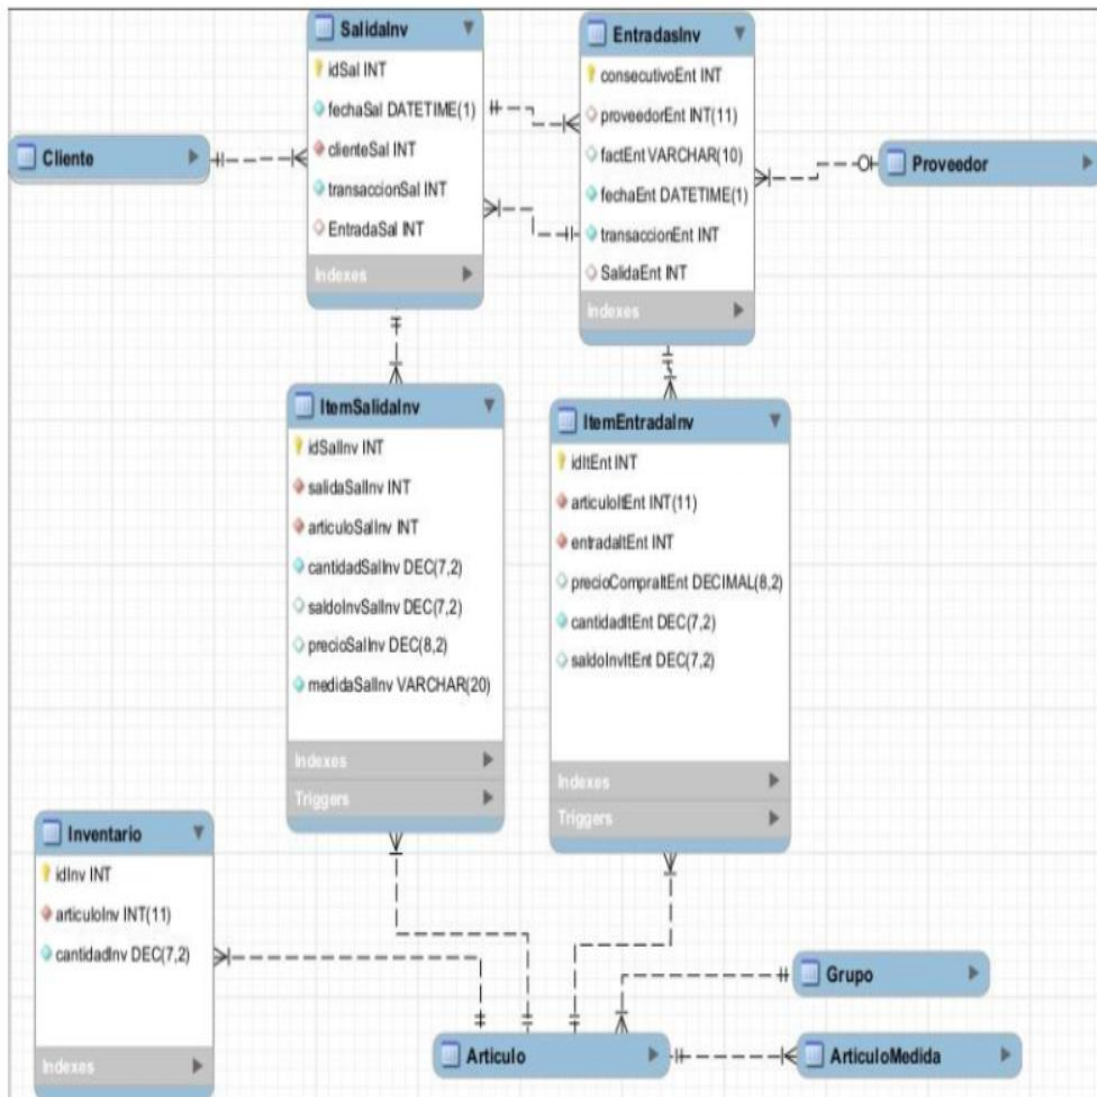 SalidaInv
idSal INT
fechaSal DATETIME(1)
clienteSal INT
transaccionSal INT
EntradaSal INT
Indexes
EntradasInv
consecutivoEnt INT
proveedorEnt INT(11)
factEnt VARCHAR(10)
fechaEnt DATETIME(1)
transaccionEnt INT
SalidaEnt INT
Indexes
Cliente
Proveedor
ItemSalidaInv
idSalInv INT
salidaSalInv INT
articuloSalInv INT
cantidadSalInv DEC(7,2)
saldoInvSalInv DEC(7,2)
precioSalInv DEC(8,2)
medidaSalInv VARCHAR(20)
Indexes
Triggers
ItemEntradaInv
idItEnt INT
articuloItEnt INT(11)
entradaItEnt INT
precioCompraItEnt DECIMAL(8,2)
cantidadItEnt DEC(7,2)
saldoInvItEnt DEC(7,2)
Indexes
Triggers
Inventario
idInv INT
articuloInv INT(11)
cantidadInv DEC(7,2)
Indexes
Grupo
Articulo
ArticuloMedida